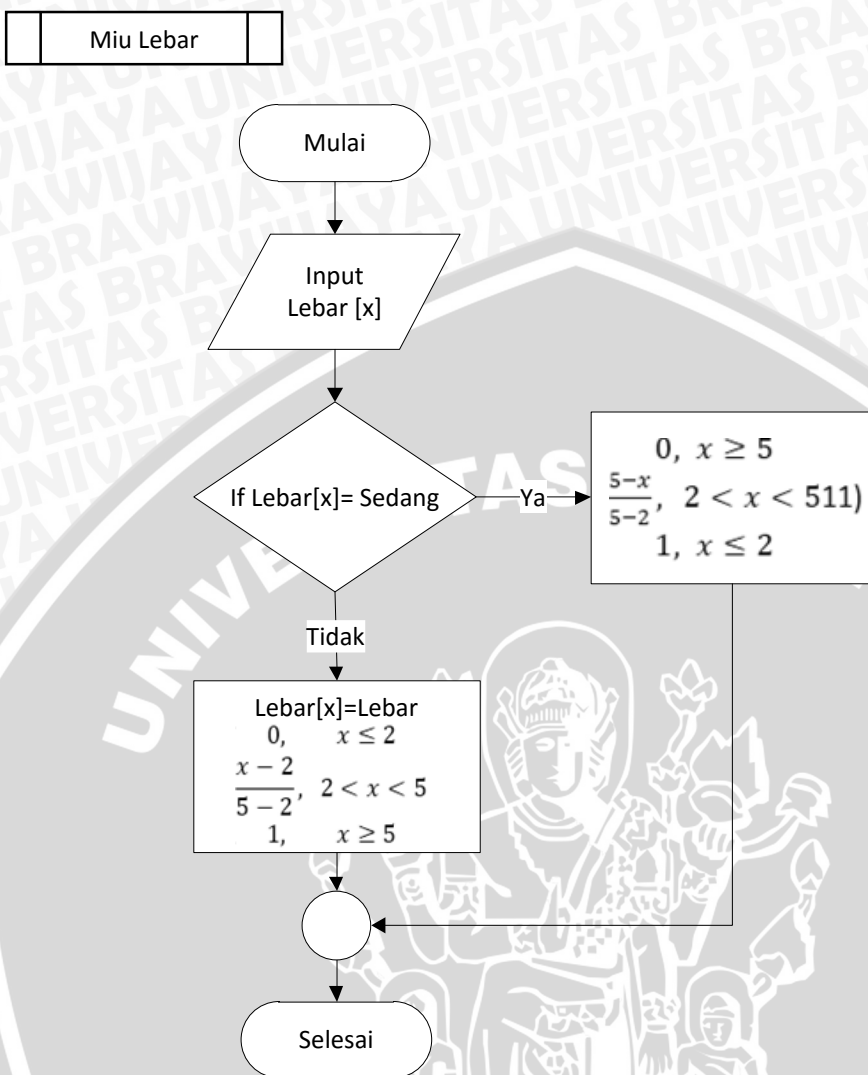 Miu Lebar
Mulai
Input
Lebar [x]
If Lebar[x]= Sedang
Ya
0, x ≥ 5
5−x/5−2, 2 < x < 511)
1, x ≤ 2
Tidak
Lebar[x]=Lebar
0, x ≤ 2
x − 2/5 − 2, 2 < x < 5
1, x ≥ 5
Selesai